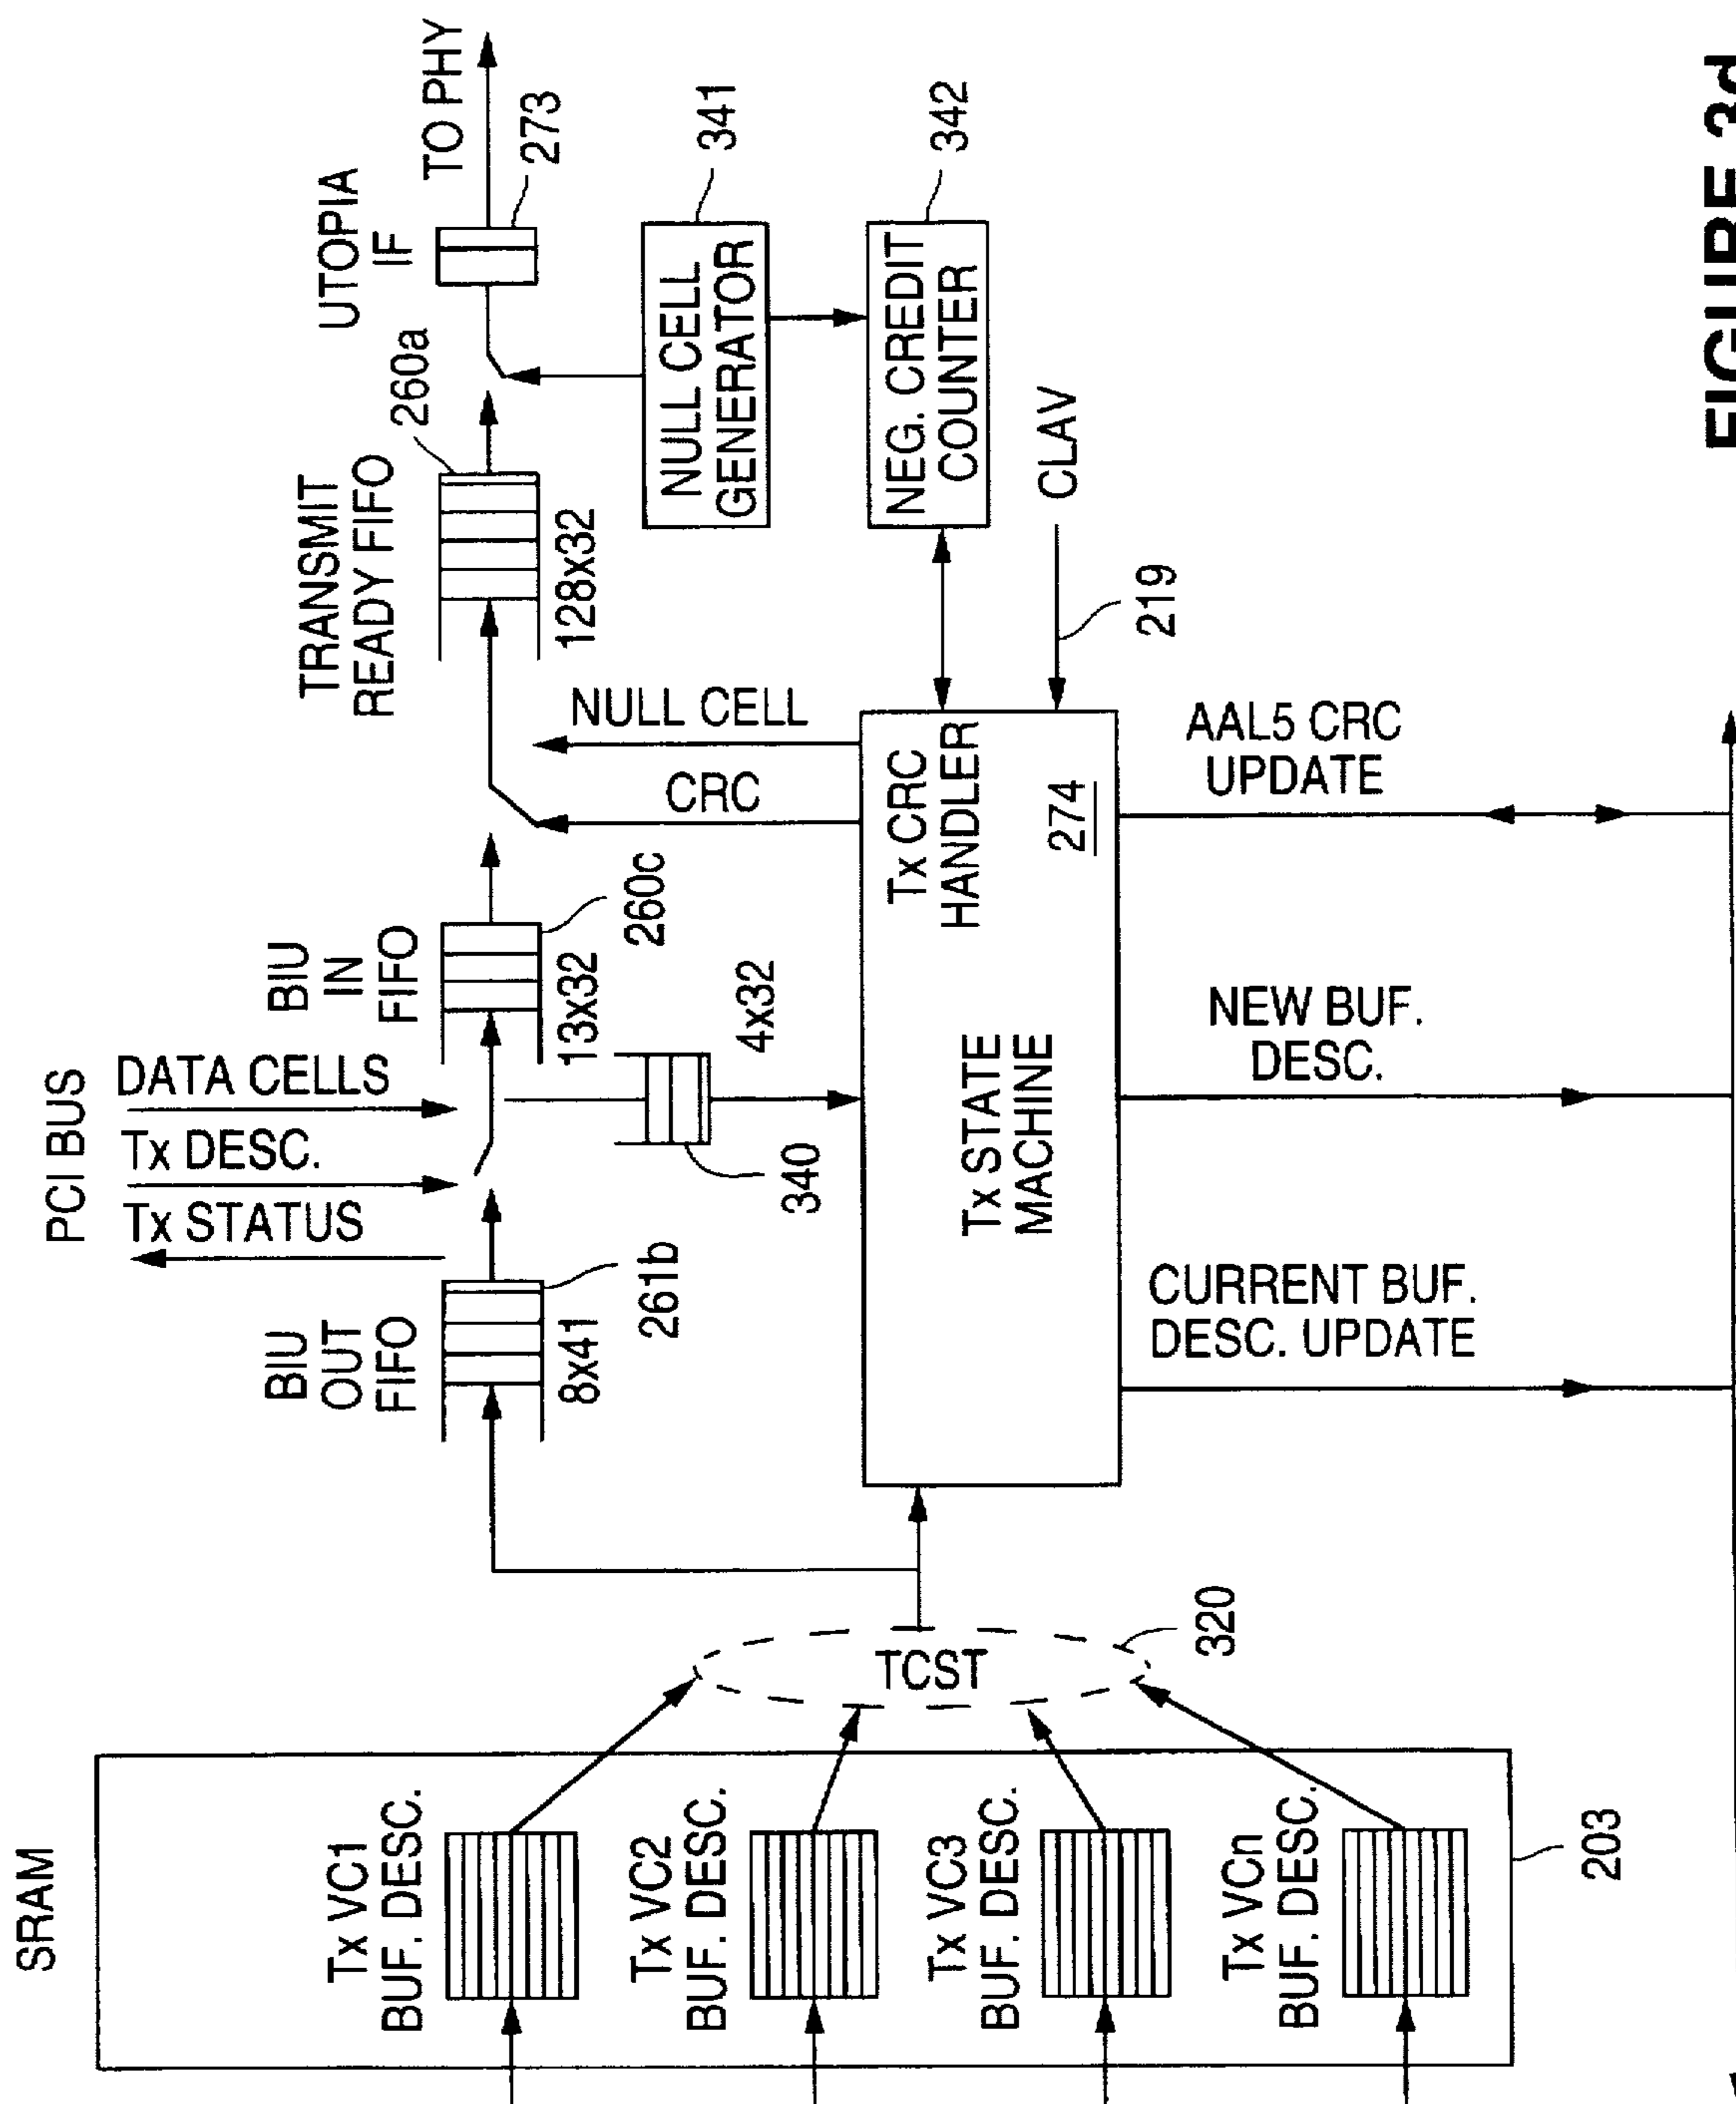 SRAM
Tx VC1
BUF. DESC.
Tx VC2
BUF. DESC.
Tx VC3
BUF. DESC.
Tx VCn
BUF. DESC.
203
TCST
320
BIU
OUT
FIFO
8x41
261b
PCI BUS
DATA CELLS
Tx DESC.
Tx STATUS
BIU
IN
FIFO
13x32
260c
4x32
340
Tx CRC
HANDLER
274
Tx STATE
MACHINE
NULL CELL
CRC
TRANSMIT
READY FIFO
260a
128x32
UTOPIA
IF
TO PHY
273
NULL CELL
GENERATOR
341
NEG. CREDIT
COUNTER
342
CLAV
219
AAL5 CRC
UPDATE
NEW BUF.
DESC.
CURRENT BUF.
DESC. UPDATE
FIGURE 3d